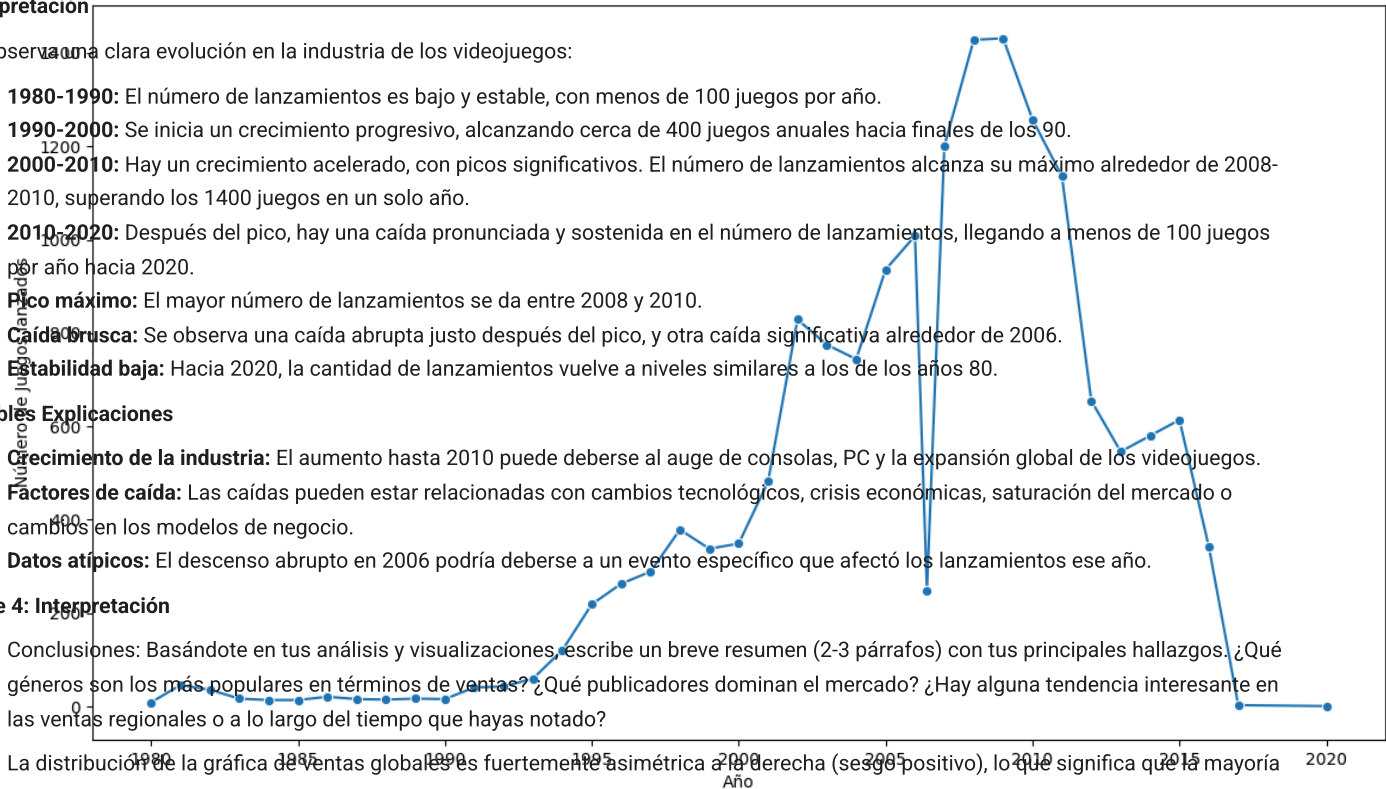 pretación
bserva una clara evolución en la industria de los videojuegos:
1980-1990: El número de lanzamientos es bajo y estable, con menos de 100 juegos por año.
1990-2000: Se inicia un crecimiento progresivo, alcanzando cerca de 400 juegos anuales hacia finales de los 90.
2000-2010: Hay un crecimiento acelerado, con picos significativos. El número de lanzamientos alcanza su máximo alrededor de 2008-
2010, superando los 1400 juegos en un solo año.
2010-2020: Después del pico, hay una caída pronunciada y sostenida en el número de lanzamientos, llegando a menos de 100 juegos
por año hacia 2020.
Pico máximo: El mayor número de lanzamientos se da entre 2008 y 2010.
Caída brusca: Se observa una caída abrupta justo después del pico, y otra caída significativa alrededor de 2006.
Estabilidad baja: Hacia 2020, la cantidad de lanzamientos vuelve a niveles similares a los de los años 80.
bles Explicaciones
Crecimiento de la industria: El aumento hasta 2010 puede deberse al auge de consolas, PC y la expansión global de los videojuegos.
Factores de caída: Las caídas pueden estar relacionadas con cambios tecnológicos, crisis económicas, saturación del mercado o
cambios en los modelos de negocio.
Datos atípicos: El descenso abrupto en 2006 podría deberse a un evento específico que afectó los lanzamientos ese año.
e 4: Interpretación
Conclusiones: Basándote en tus análisis y visualizaciones, escribe un breve resumen (2-3 párrafos) con tus principales hallazgos. ¿Qué
géneros son los más populares en términos de ventas? ¿Qué publicadores dominan el mercado? ¿Hay alguna tendencia interesante en
las ventas regionales o a lo largo del tiempo que hayas notado?
La distribución de la gráfica de ventas globales es fuertemente asimétrica a la derecha (sesgo positivo), lo que significa que la mayoría
1400
1200
1000
800
600
400
200
0
Número de Juegos Lanzados
1980 1985 1990 1995 2000 2005 2010 2015 2020
Año